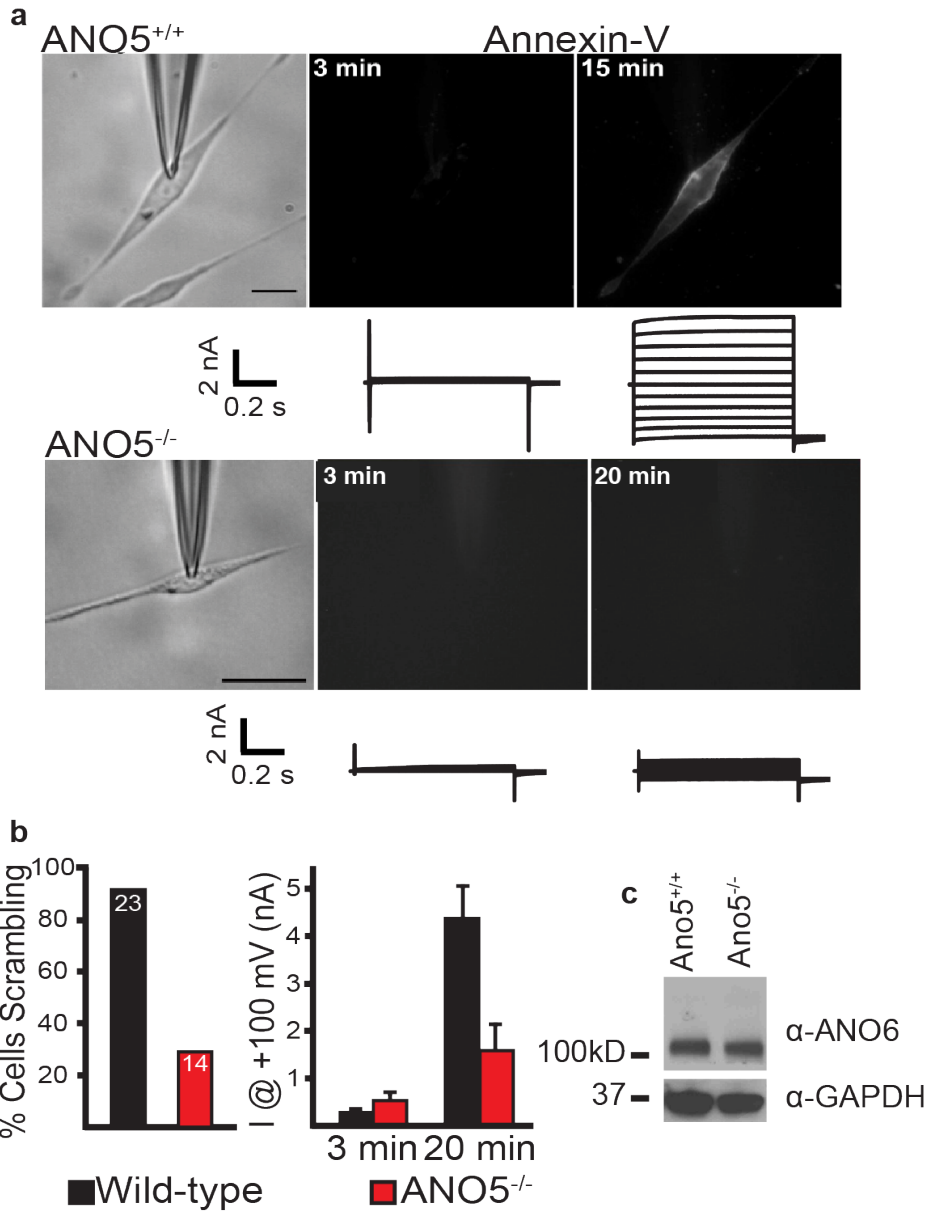 a
ANO5+/+ Annexin-V
3 min 15 min
2 nA
0.2 s
ANO5-/-
3 min 20 min
2 nA
0.2 s
b
% Cells Scrambling
100
80
60
40
20
23
14
I @ +100 mV (nA)
5
4
3
2
1
3 min 20 min
Wild-type ANO5-/-
c
Ano5+/+ Ano5-/-
100kD α-ANO6
37 α-GAPDH